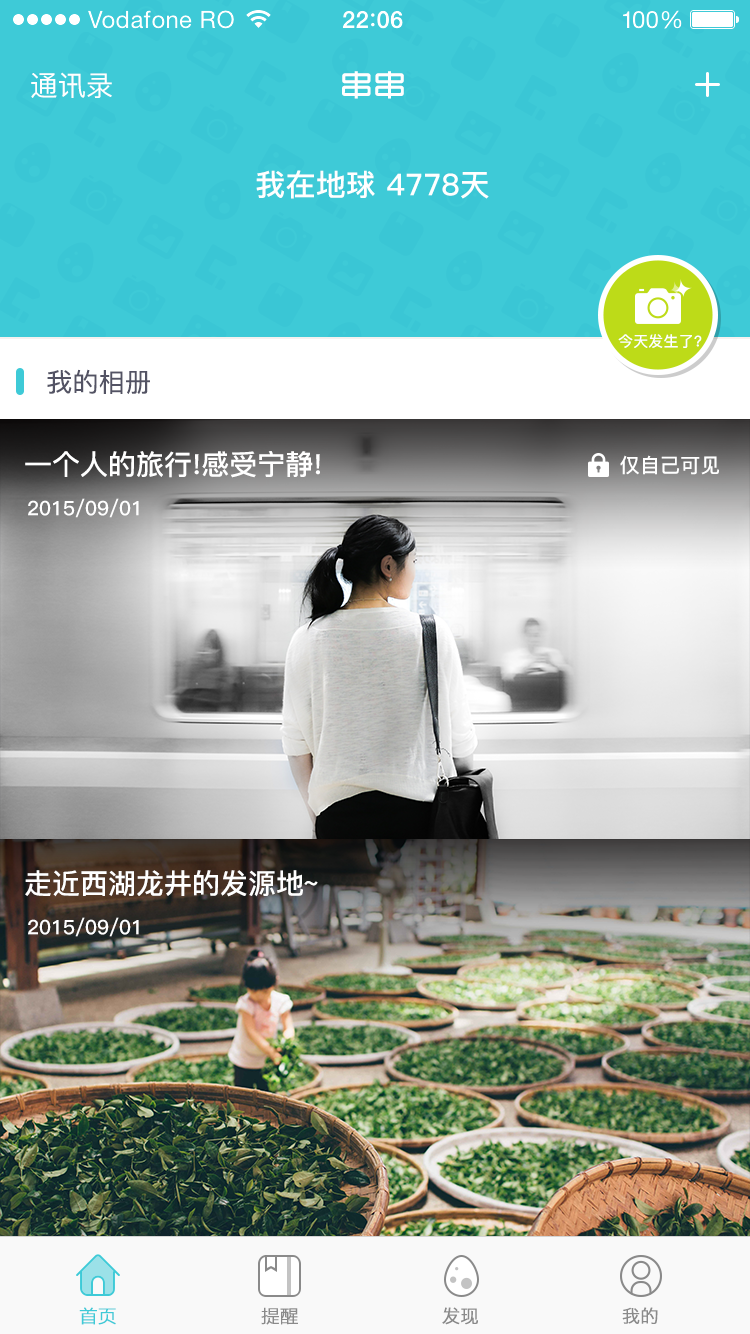 Vodafone RO 22:06 100%
通讯录 串串
我在地球 4778天
今天发生了?
我的相册
一个人的旅行!感受宁静!
仅自己可见
2015/09/01
走近西湖龙井的发源地~
2015/09/01
首页 提醒 发现 我的